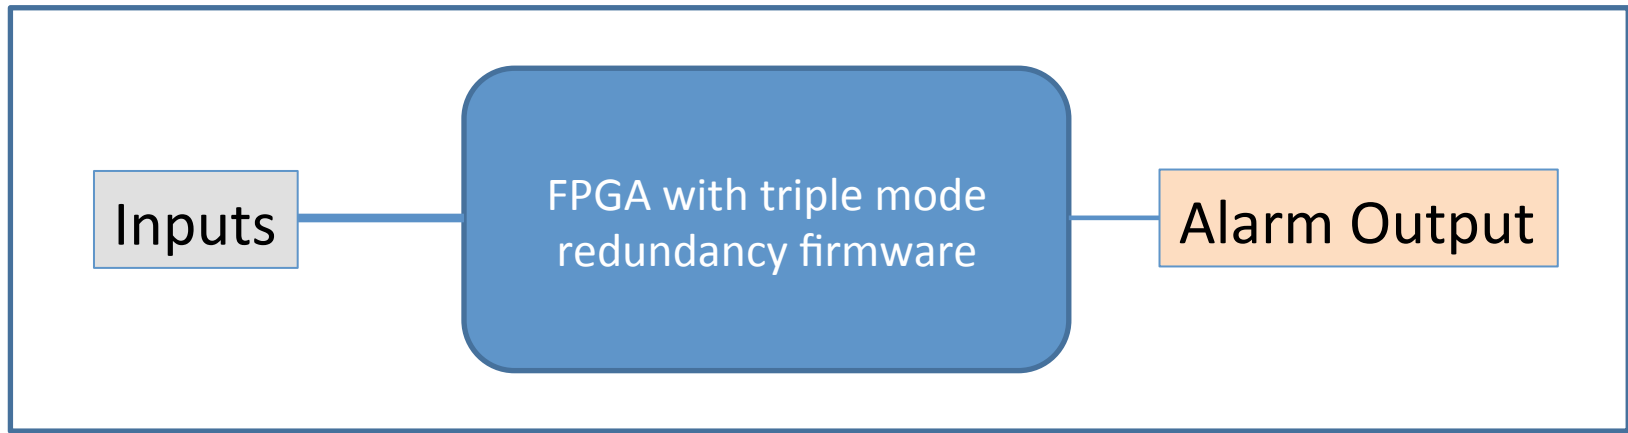 Inputs
FPGA with triple mode
redundancy firmware
Alarm Output